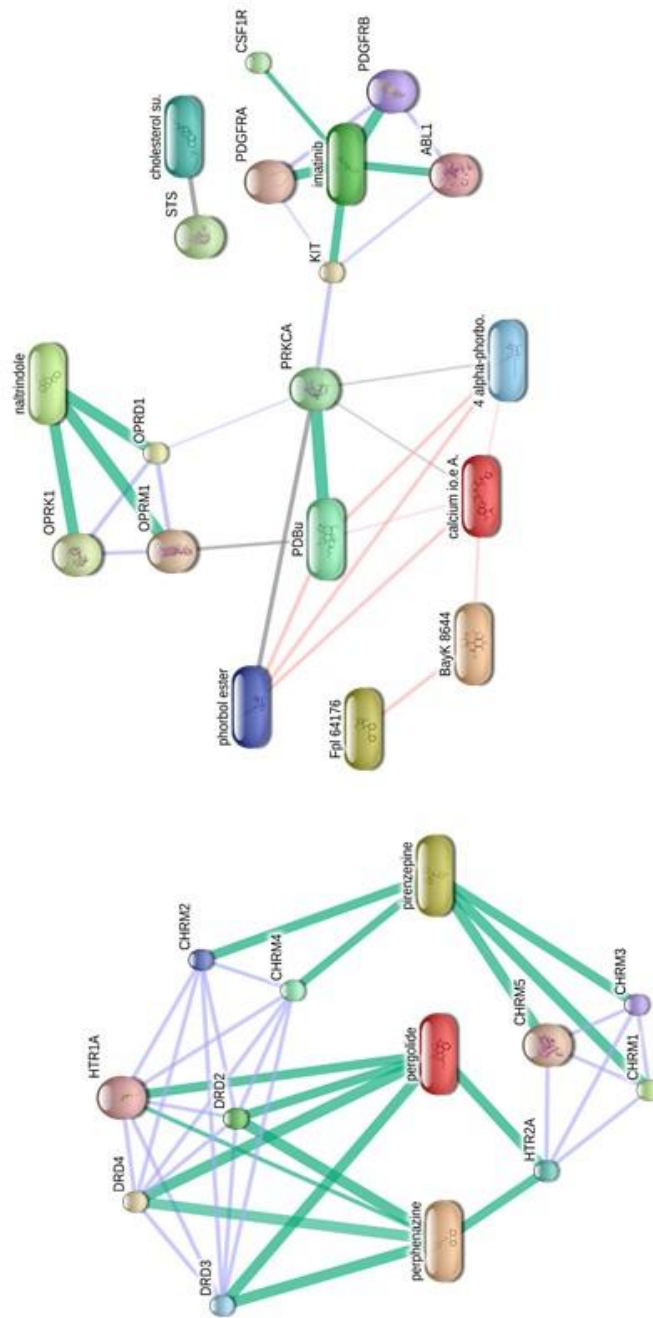 HTR1A
DRD4
CHRM2
DRD3
DRD2
CHRM4
perphenazine
pergolide
pirenzepine
HTR2A
CHRM5
CHRM1
CHRM3
naltrindole
OPRK1
OPRD1
OPRM1
cholesterol su.
STS
CSF1R
PDGFRA
phorbol ester
PRKCA
KIT
imatinib
PDGFRB
PDBu
ABL1
Fpl 64176
BayK 8644
calcium io.e A.
4 alpha-phorbo.